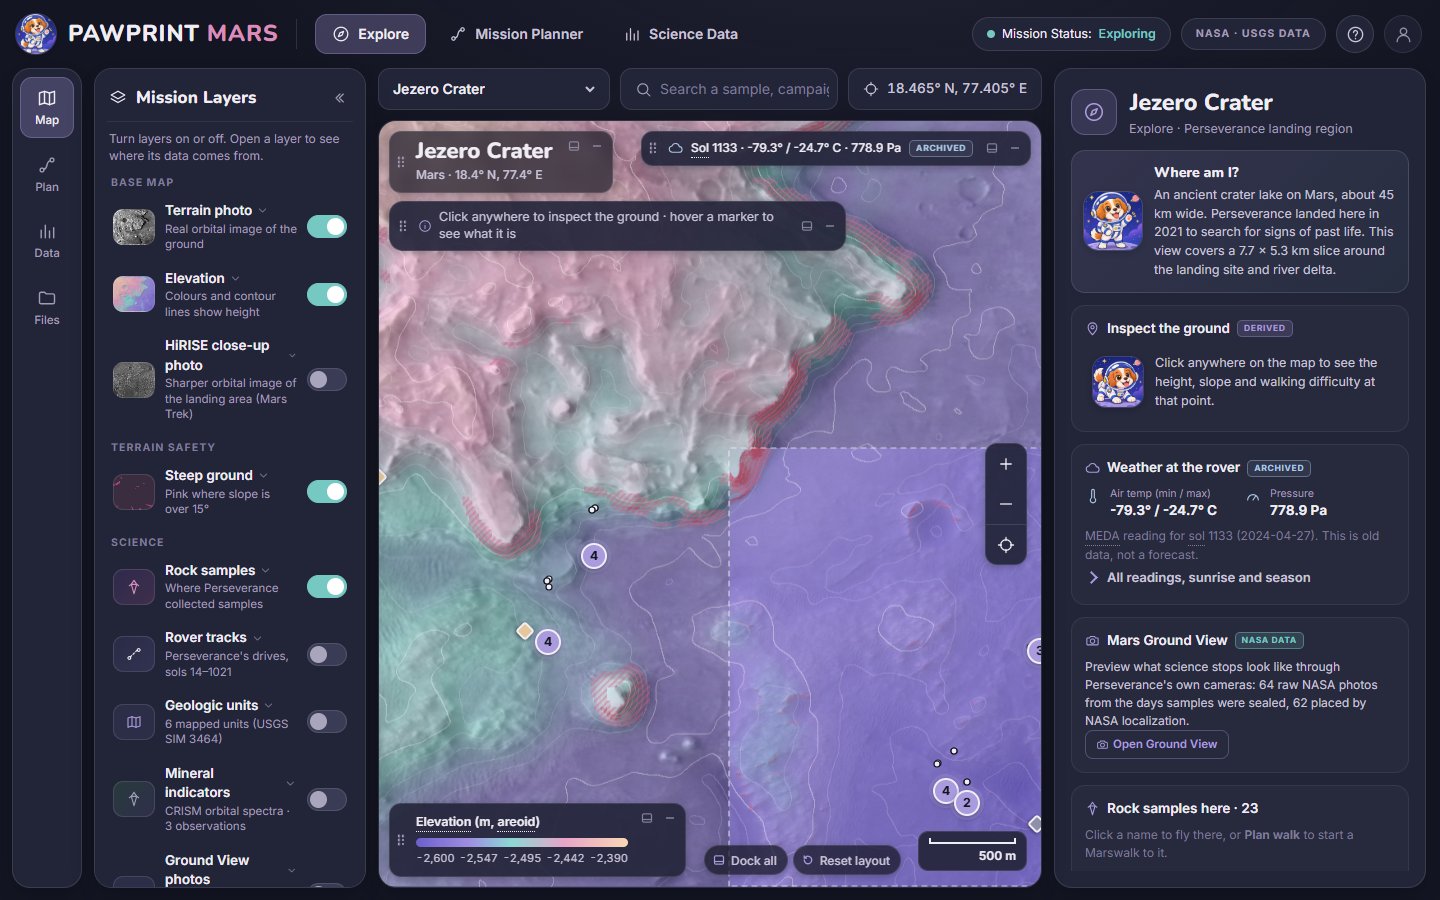 PAWPRINT MARS
Explore
Mission Planner
Science Data
Mission Status: Exploring
NASA · USGS DATA
Map
Plan
Data
Files
Mission Layers
Turn layers on or off. Open a layer to see
where its data comes from.
BASE MAP
Terrain photo
Real orbital image of the
ground
Elevation
Colours and contour
lines show height
HiRISE close-up
photo
Sharper orbital image of
the landing area (Mars
Trek)
TERRAIN SAFETY
Steep ground
Pink where slope is
over 15°
SCIENCE
Rock samples
Where Perseverance
collected samples
Rover tracks
Perseverance's drives,
sols 14–1021
Geologic units
6 mapped units (USGS
SIM 3464)
Mineral
indicators
CRISM orbital spectra ·
3 observations
Ground View
photos
Jezero Crater
Search a sample, campaig
18.465° N, 77.405° E
Jezero Crater
Mars · 18.4° N, 77.4° E
Sol 1133 · -79.3° / -24.7° C · 778.9 Pa ARCHIVED
Click anywhere to inspect the ground · hover a marker to
see what it is
4
4
3
4
2
Elevation (m, areoid)
-2,600 -2,547 -2,495 -2,442 -2,390
Dock all
Reset layout
500 m
Jezero Crater
Explore · Perseverance landing region
Where am I?
An ancient crater lake on Mars, about 45
km wide. Perseverance landed here in
2021 to search for signs of past life. This
view covers a 7.7 × 5.3 km slice around
the landing site and river delta.
Inspect the ground DERIVED
Click anywhere on the map to see the
height, slope and walking difficulty at
that point.
Weather at the rover ARCHIVED
Air temp (min / max)
-79.3° / -24.7° C
Pressure
778.9 Pa
MEDA reading for sol 1133 (2024-04-27). This is old
data, not a forecast.
All readings, sunrise and season
Mars Ground View NASA DATA
Preview what science stops look like through
Perseverance's own cameras: 64 raw NASA photos
from the days samples were sealed, 62 placed by
NASA localization.
Open Ground View
Rock samples here · 23
Click a name to fly there, or Plan walk to start a
Marswalk to it.